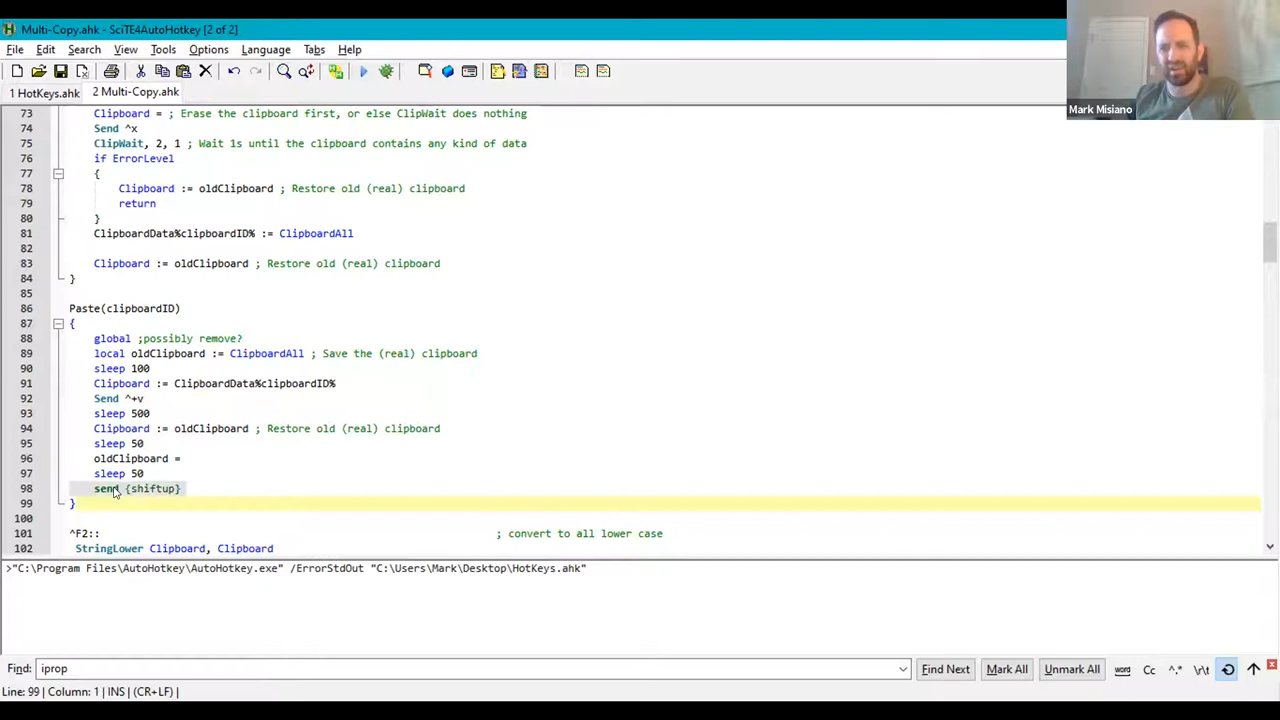 Multi-Copy.ahk - SciTE4AutoHotkey [2 of 2]
File Edit Search View Tools Options Language Tabs Help
1 HotKeys.ahk 2 Multi-Copy.ahk
Mark Misiano
73 Clipboard = ; Erase the clipboard first, or else ClipWait does nothing
74 Send ^x
75 ClipWait, 2, 1 ; Wait 1s until the clipboard contains any kind of data
76 if ErrorLevel
77 {
78 Clipboard := oldClipboard ; Restore old (real) clipboard
79 return
80 }
81 ClipboardData%clipboardID% := ClipboardAll
82
83 Clipboard := oldClipboard ; Restore old (real) clipboard
84 }
85
86 Paste(clipboardID)
87 {
88 global ;possibly remove?
89 local oldClipboard := ClipboardAll ; Save the (real) clipboard
90 sleep 100
91 Clipboard := ClipboardData%clipboardID%
92 Send ^+v
93 sleep 500
94 Clipboard := oldClipboard ; Restore old (real) clipboard
95 sleep 50
96 oldClipboard =
97 sleep 50
98 send {shiftup}
99 }
100
101 ^F2:: ; convert to all lower case
102 StringLower Clipboard, Clipboard
>"C:\Program Files\AutoHotkey\AutoHotkey.exe" /ErrorStdOut "C:\Users\Mark\Desktop\HotKeys.ahk"
Find: iprop Find Next Mark All Unmark All word Cc ^.* \r\t
Line: 99 | Column: 1 | INS | (CR+LF) |